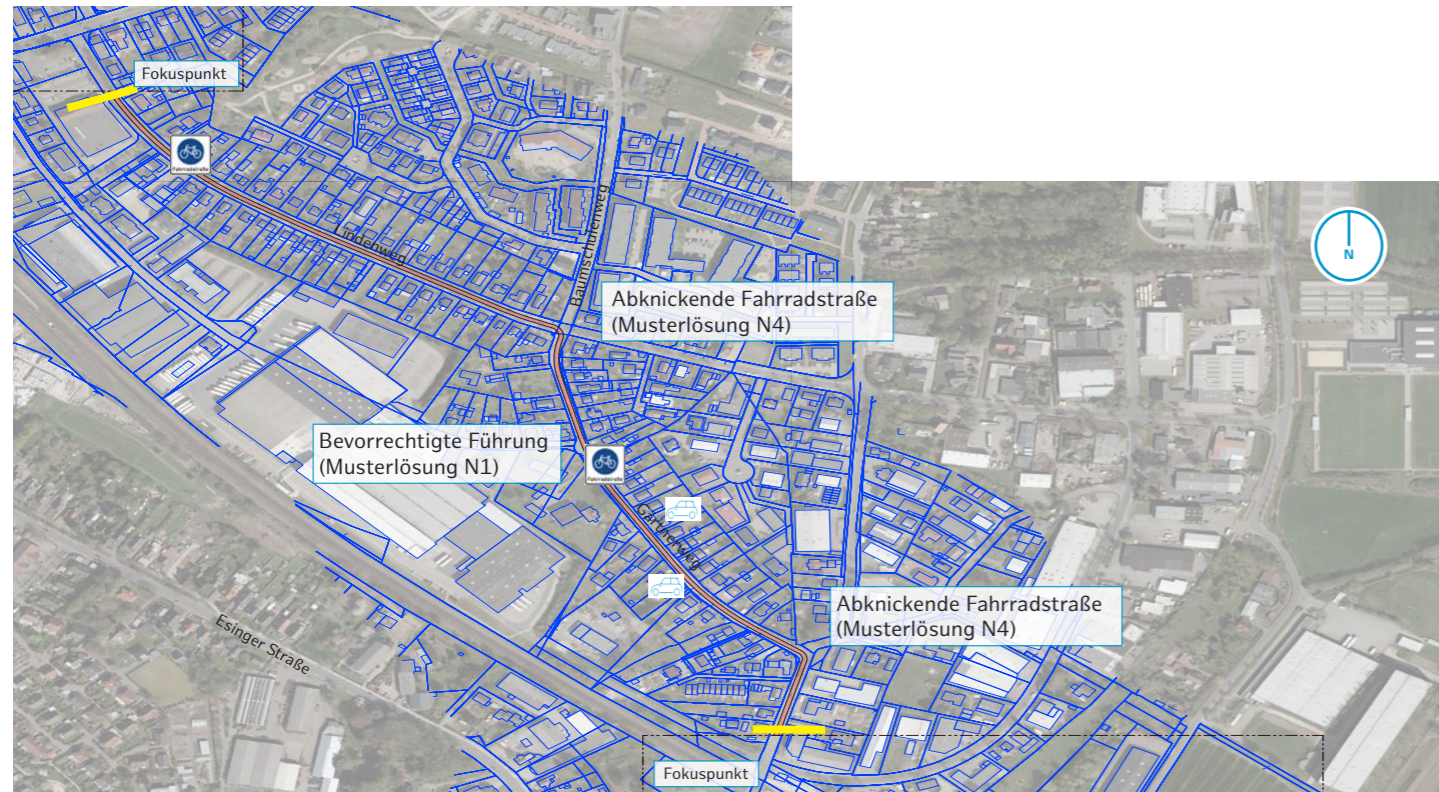 Fokuspunkt
Fahrradstraße
Lindenweg
Baumschulenweg
N
Abknickende Fahrradstraße
(Musterlösung N4)
Bevorrechtigte Führung
(Musterlösung N1)
Fahrradstraße
Gärtnerweg
Abknickende Fahrradstraße
(Musterlösung N4)
Esinger Straße
Fokuspunkt